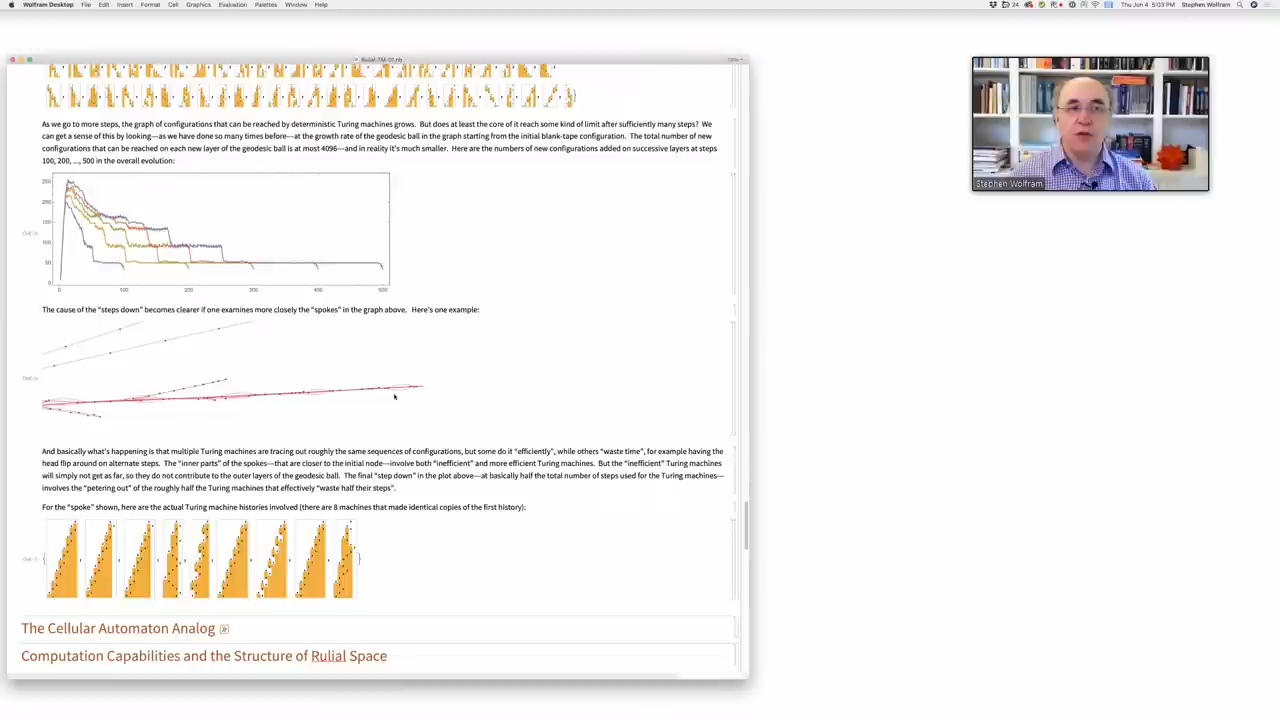 Wolfram Desktop File Edit Insert Format Cell Graphics Evaluation Palettes Window Help
24 Thu Jun 4 5:03 PM Stephen Wolfram
Rulial-TM-01.nb
As we go to more steps, the graph of configurations that can be reached by deterministic Turing machines grows. But does at least the core of it reach some kind of limit after sufficiently many steps? We
can get a sense of this by looking—as we have done so many times before—at the growth rate of the geodesic ball in the graph starting from the initial blank-tape configuration. The total number of new
configurations that can be reached on each new layer of the geodesic ball is at most 4096—and in reality it's much smaller. Here are the numbers of new configurations added on successive layers at steps
100, 200, ..., 500 in the overall evolution:
250
200
150
100
50
0
0 100 200 300 400 500
The cause of the "steps down" becomes clearer if one examines more closely the "spokes" in the graph above. Here's one example:
And basically what's happening is that multiple Turing machines are tracing out roughly the same sequences of configurations, but some do it "efficiently", while others "waste time", for example having the
head flip around on alternate steps. The "inner parts" of the spokes—that are closer to the initial node—involve both "inefficient" and more efficient Turing machines. But the "inefficient" Turing machines
will simply not get as far, so they do not contribute to the outer layers of the geodesic ball. The final "step down" in the plot above—at basically half the total number of steps used for the Turing machines—
involves the "petering out" of the roughly half the Turing machines that effectively "waste half their steps".
For the "spoke" shown, here are the actual Turing machine histories involved (there are 8 machines that made identical copies of the first history):
The Cellular Automaton Analog
Computation Capabilities and the Structure of Rulial Space
Stephen Wolfram